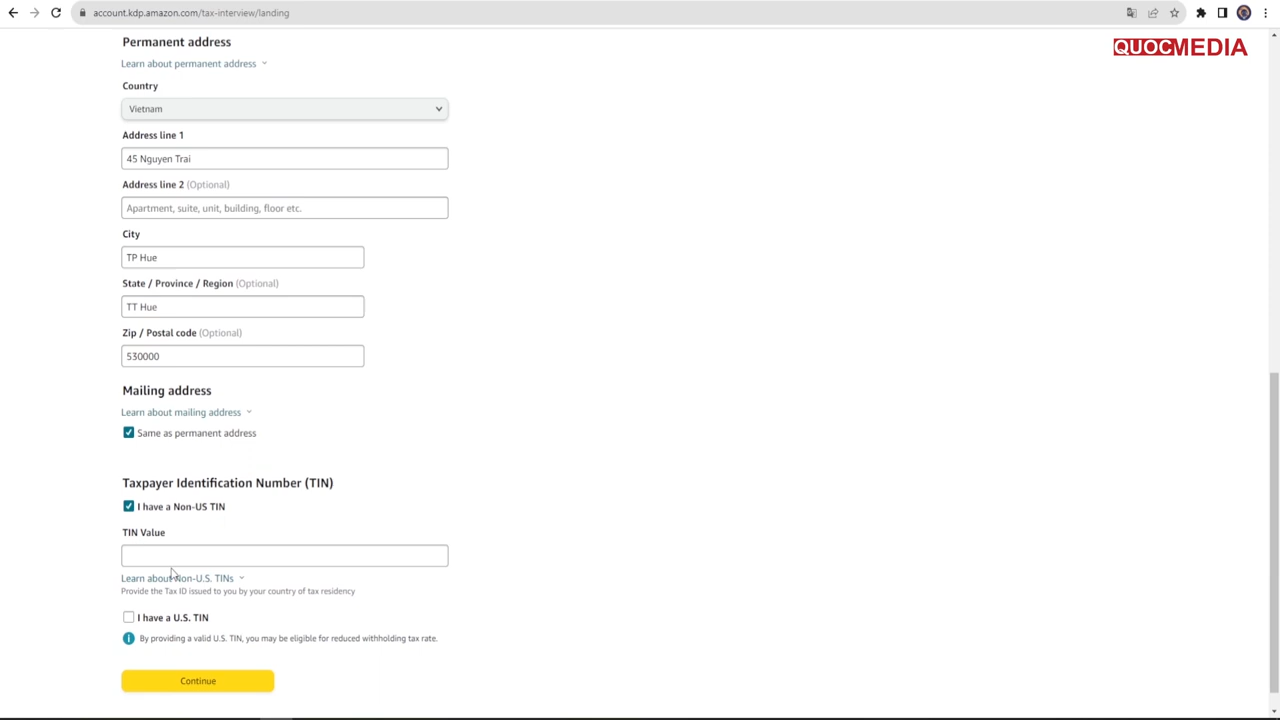 account.kdp.amazon.com/tax-interview/landing
QUOCMEDIA
Permanent address
Learn about permanent address
Country
Vietnam
Address line 1
45 Nguyen Trai
Address line 2 (Optional)
Apartment, suite, unit, building, floor etc.
City
TP Hue
State / Province / Region (Optional)
TT Hue
Zip / Postal code (Optional)
530000
Mailing address
Learn about mailing address
Same as permanent address
Taxpayer Identification Number (TIN)
I have a Non-US TIN
TIN Value
Learn about Non-U.S. TINs
Provide the Tax ID issued to you by your country of tax residency
I have a U.S. TIN
By providing a valid U.S. TIN, you may be eligible for reduced withholding tax rate.
Continue